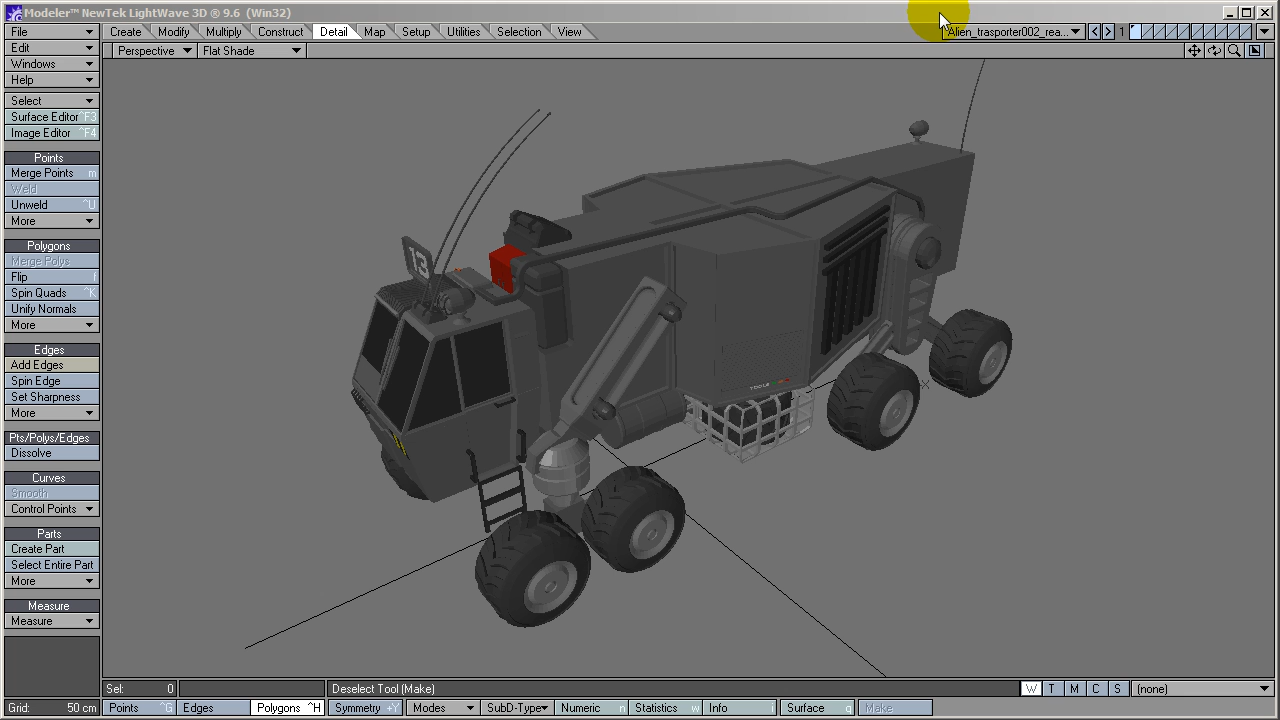 Modeler™ NewTek LightWave 3D ® 9.6 (Win32)
File
Edit
Windows
Help
Create Modify Multiply Construct Detail Map Setup Utilities Selection View
Alien_trasporter002_rea... 1
Perspective Flat Shade
Select
Surface Editor ^F3
Image Editor ^F4
Points
Merge Points m
Weld
Unweld ^U
More
Polygons
Merge Polys
Flip f
Spin Quads ^K
Unify Normals
More
Edges
Add Edges
Spin Edge
Set Sharpness
More
Pts/Polys/Edges
Dissolve
Curves
Smooth
Control Points
Parts
Create Part
Select Entire Part
More
Measure
Measure
13
TOOLS
Sel: 0
Deselect Tool (Make)
W T M C S (none)
Grid: 50 cm
Points ^G Edges Polygons ^H Symmetry +Y Modes SubD-Type Numeric n Statistics w Info i Surface q Make